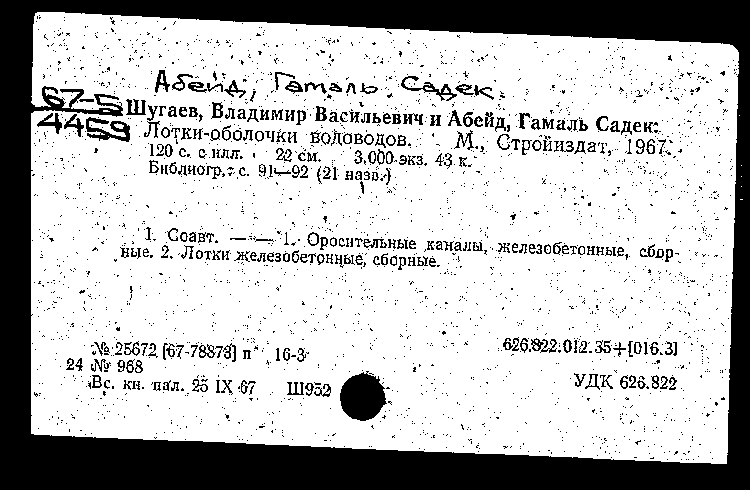 Абейд, Гамаль Садек.
67-5
4459
Шугаев, Владимир Васильевич и Абейд, Гамаль Садек:
Лотки-оболочки водоводов. М., Стройиздат, 1967.
120 с. с илл. 22 см. 3.000 экз. 43 к.
Библиогр.: с. 91—92 (21 назв.)
1. Соавт. — — 1. Оросительные каналы, железобетонные, сбор-
ные. 2. Лотки железобетонные, сборные.
№ 25672 [67-78873] п 16-3 626.822.012.35+[016.3]
24 № 968
Вс. кн. пал. 25 IX 67 Ш952 УДК 626.822